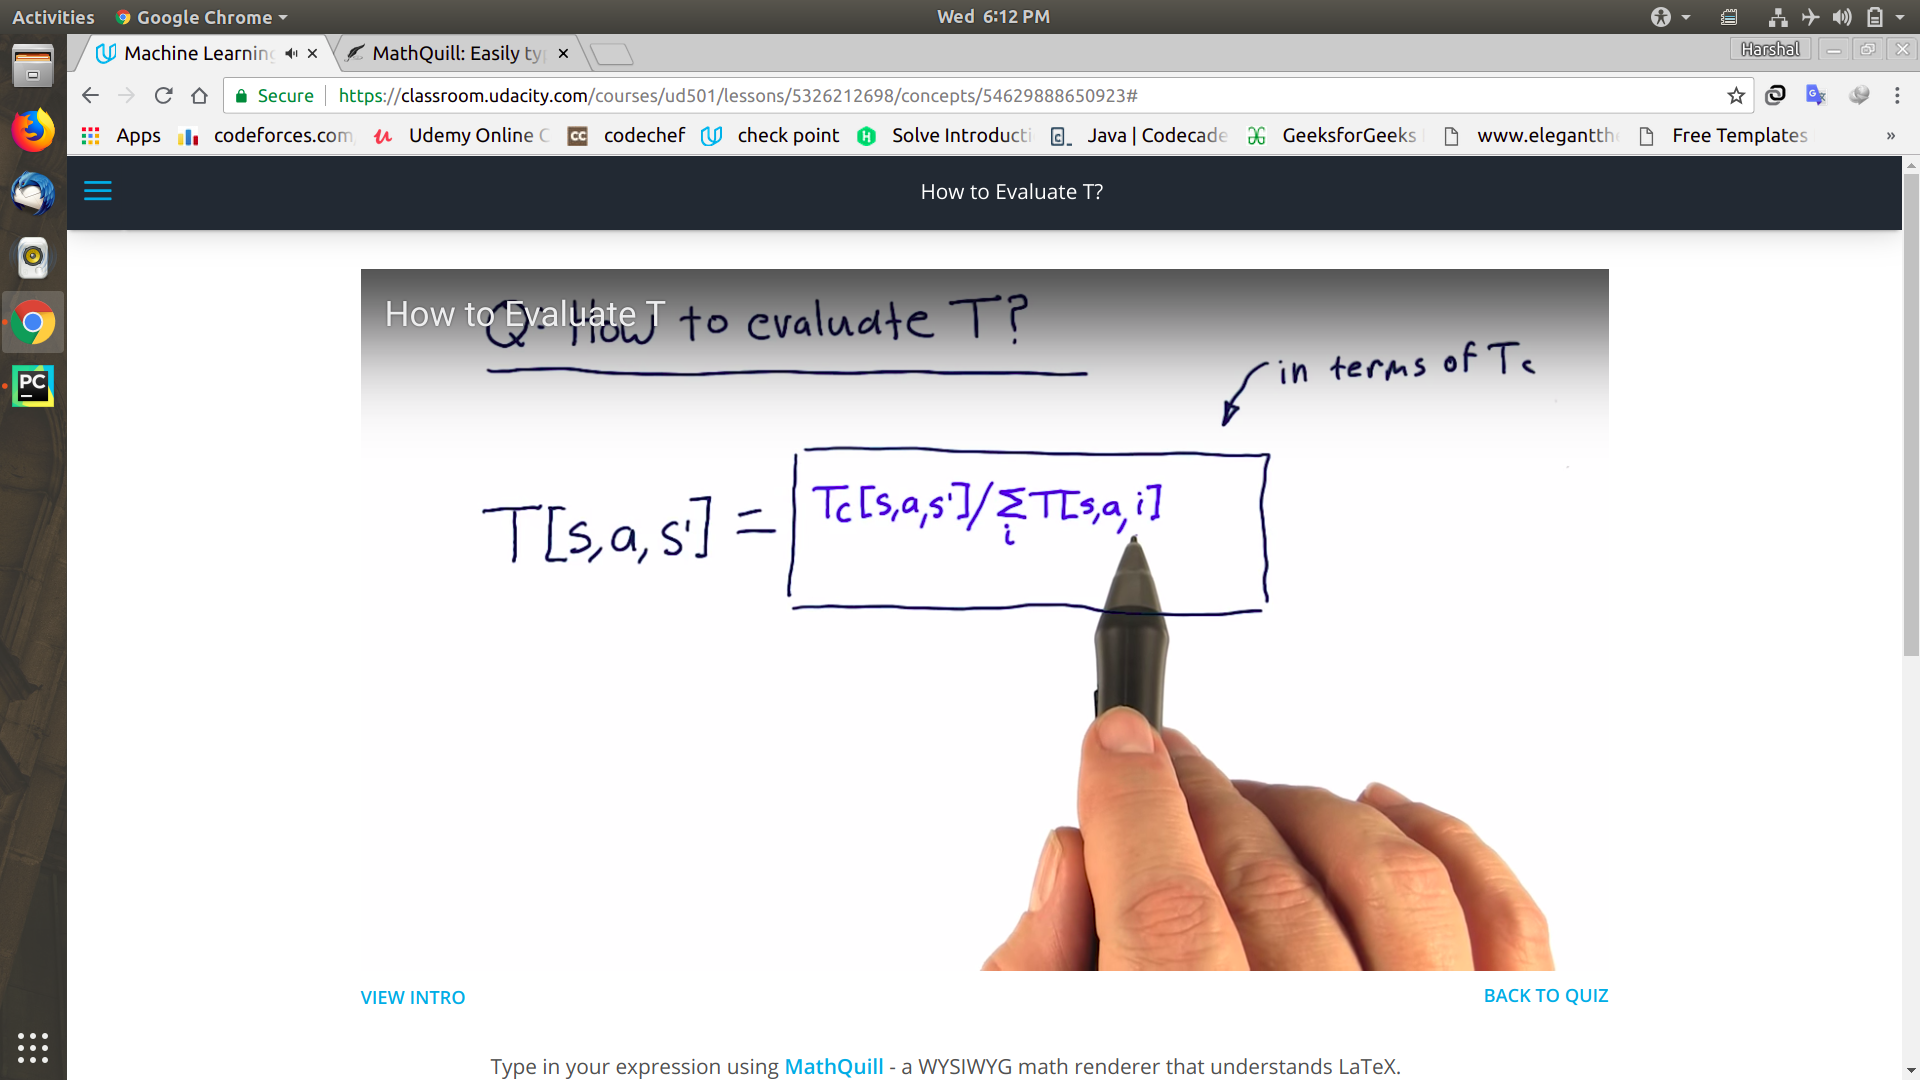 Activities Google Chrome Wed 6:12 PM
Machine Learning MathQuill: Easily ty Harshal
Secure https://classroom.udacity.com/courses/ud501/lessons/5326212698/concepts/54629888650923#
Apps codeforces.com Udemy Online C codechef check point Solve Introducti Java | Codecade GeeksforGeeks www.elegantth Free Templates »
How to Evaluate T?
How to Evaluate T
Q: How to evaluate T?
in terms of Tc
T[s,a,s'] = Tc[s,a,s']/Σ T[s,a,i]
i
VIEW INTRO BACK TO QUIZ
Type in your expression using MathQuill - a WYSIWYG math renderer that understands LaTeX.
PC